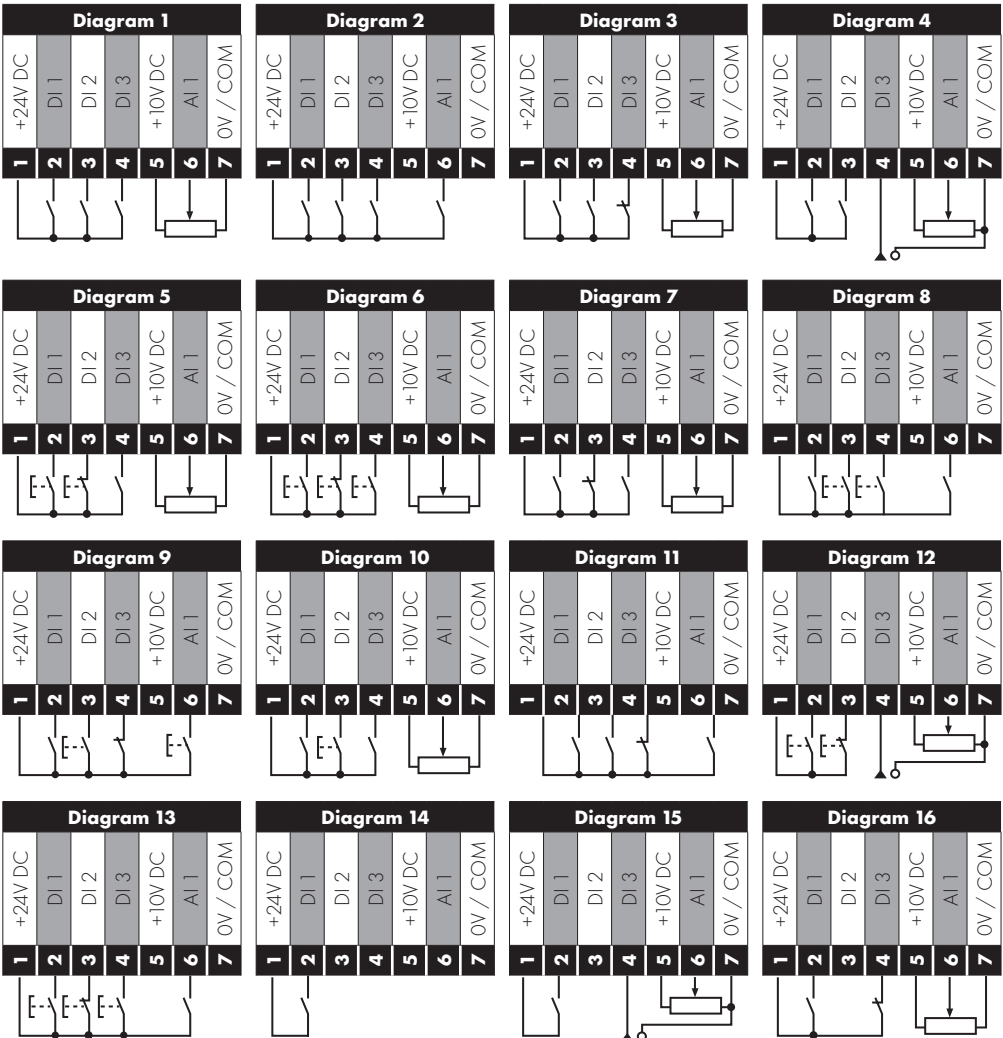 Diagram 1
+24V DC
DI 1
DI 2
DI 3
+10V DC
AI 1
0V / COM
1 2 3 4 5 6 7
Diagram 2
+24V DC
DI 1
DI 2
DI 3
+10V DC
AI 1
0V / COM
1 2 3 4 5 6 7
Diagram 3
+24V DC
DI 1
DI 2
DI 3
+10V DC
AI 1
0V / COM
1 2 3 4 5 6 7
Diagram 4
+24V DC
DI 1
DI 2
DI 3
+10V DC
AI 1
0V / COM
1 2 3 4 5 6 7
Diagram 5
+24V DC
DI 1
DI 2
DI 3
+10V DC
AI 1
0V / COM
1 2 3 4 5 6 7
Diagram 6
+24V DC
DI 1
DI 2
DI 3
+10V DC
AI 1
0V / COM
1 2 3 4 5 6 7
Diagram 7
+24V DC
DI 1
DI 2
DI 3
+10V DC
AI 1
0V / COM
1 2 3 4 5 6 7
Diagram 8
+24V DC
DI 1
DI 2
DI 3
+10V DC
AI 1
0V / COM
1 2 3 4 5 6 7
Diagram 9
+24V DC
DI 1
DI 2
DI 3
+10V DC
AI 1
0V / COM
1 2 3 4 5 6 7
Diagram 10
+24V DC
DI 1
DI 2
DI 3
+10V DC
AI 1
0V / COM
1 2 3 4 5 6 7
Diagram 11
+24V DC
DI 1
DI 2
DI 3
+10V DC
AI 1
0V / COM
1 2 3 4 5 6 7
Diagram 12
+24V DC
DI 1
DI 2
DI 3
+10V DC
AI 1
0V / COM
1 2 3 4 5 6 7
Diagram 13
+24V DC
DI 1
DI 2
DI 3
+10V DC
AI 1
0V / COM
1 2 3 4 5 6 7
Diagram 14
+24V DC
DI 1
DI 2
DI 3
+10V DC
AI 1
0V / COM
1 2 3 4 5 6 7
Diagram 15
+24V DC
DI 1
DI 2
DI 3
+10V DC
AI 1
0V / COM
1 2 3 4 5 6 7
Diagram 16
+24V DC
DI 1
DI 2
DI 3
+10V DC
AI 1
0V / COM
1 2 3 4 5 6 7